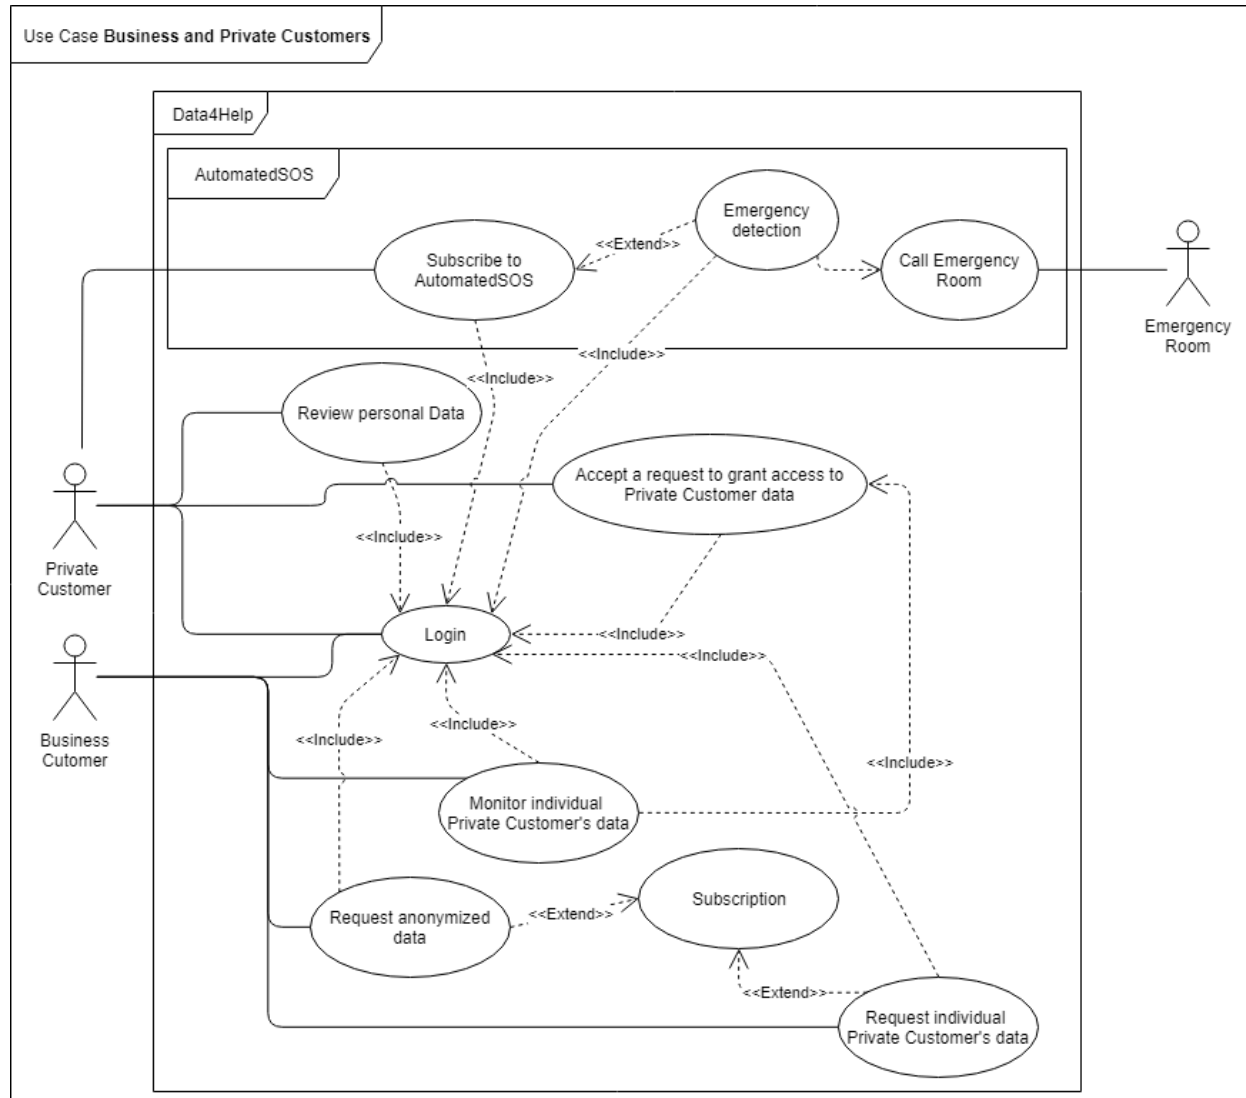 Use Case Business and Private Customers
Data4Help
AutomatedSOS
Emergency
detection
<<Extend>>
Subscribe to
AutomatedSOS
Call Emergency
Room
Emergency
Room
<<Include>>
<<Include>>
Review personal Data
Accept a request to grant access to
Private Customer data
<<Include>>
Private
Customer
Login
<<Include>>
<<Include>>
Business
Cutomer
<<Include>>
<<Include>>
<<Include>>
Monitor individual
Private Customer's data
Subscription
Request anonymized
data
<<Extend>>
<<Extend>>
Request individual
Private Customer's data